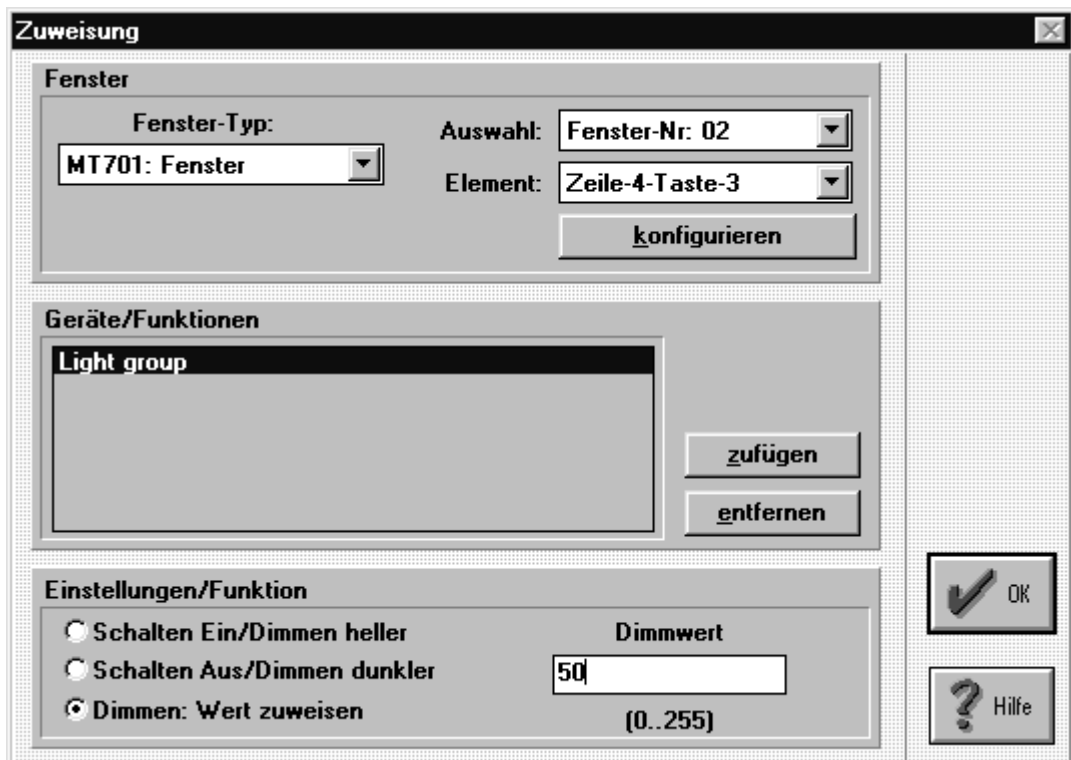 Zuweisung
Fenster
Fenster-Typ:
MT701: Fenster
Auswahl:
Fenster-Nr: 02
Element:
Zeile-4-Taste-3
konfigurieren
Geräte/Funktionen
Light group
zufügen
entfernen
Einstellungen/Funktion
Schalten Ein/Dimmen heller
Schalten Aus/Dimmen dunkler
Dimmen: Wert zuweisen
Dimmwert
50
(0..255)
OK
Hilfe